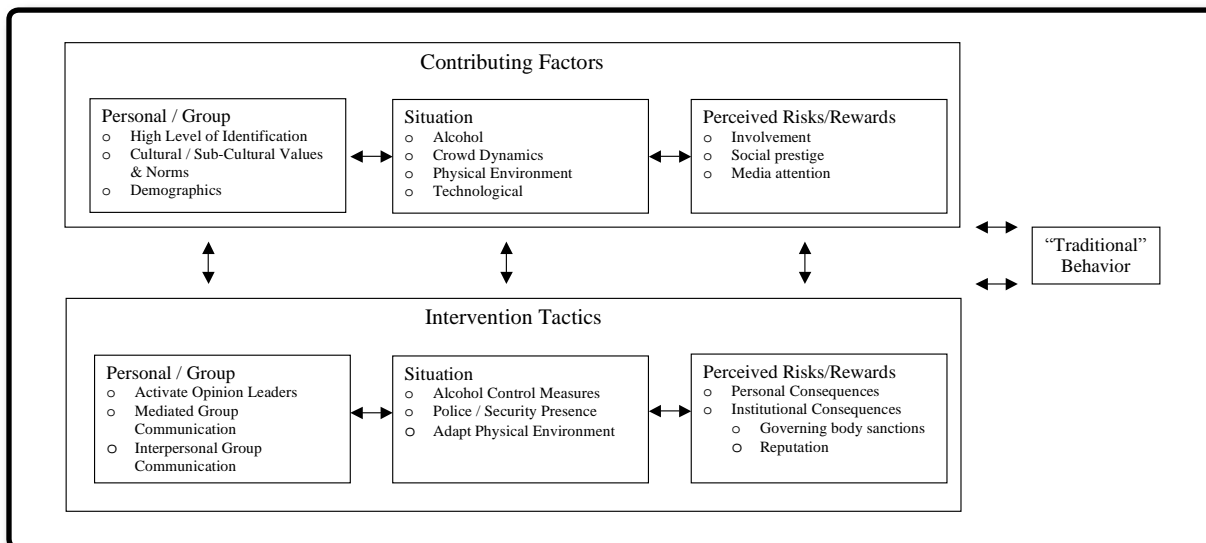 Contributing Factors
Personal / Group
o High Level of Identification
o Cultural / Sub-Cultural Values
& Norms
o Demographics
Situation
o Alcohol
o Crowd Dynamics
o Physical Environment
o Technological
Perceived Risks/Rewards
o Involvement
o Social prestige
o Media attention
“Traditional”
Behavior
Intervention Tactics
Personal / Group
o Activate Opinion Leaders
o Mediated Group
Communication
o Interpersonal Group
Communication
Situation
o Alcohol Control Measures
o Police / Security Presence
o Adapt Physical Environment
Perceived Risks/Rewards
o Personal Consequences
o Institutional Consequences
o Governing body sanctions
o Reputation